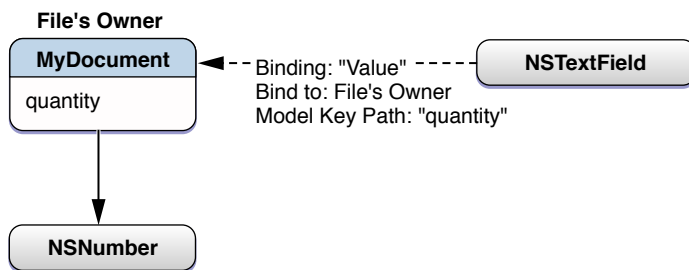 File's Owner
MyDocument
quantity
Binding: "Value"
Bind to: File's Owner
Model Key Path: "quantity"
NSTextField
NSNumber